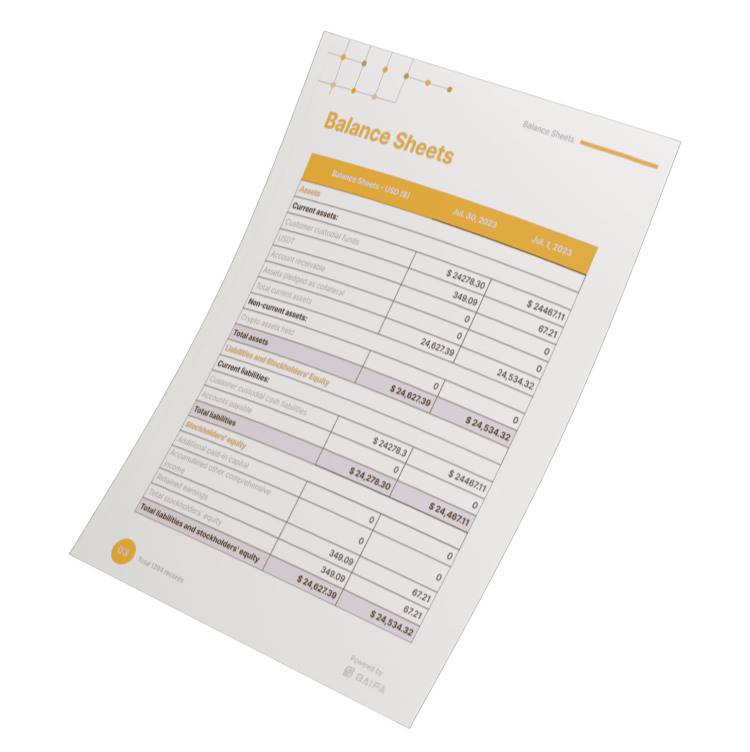 Balance Sheets
Balance Sheets
Balance Sheets - USD ($) Jul. 30, 2023 Jul. 1, 2023
Assets
Current assets:
Customer custodial funds $ 24278.30 $ 24467.11
USDT 349.09 67.21
Account receivable 0 0
Assets pledged as collateral 0 0
Total current assets 24,627.39 24,534.32
Non-current assets:
Crypto assets held 0 0
Total assets $ 24,627.39 $ 24,534.32
Liabilities and Stockholders' Equity
Current liabilities:
Customer custodial cash liabilities $ 24278.3 $ 24467.11
Accounts payable 0 0
Total liabilities $ 24,278.30 $ 24,467.11
Stockholders' equity
Additional paid-in capital 0 0
Accumulated other comprehensive
income 0 0
Retained earnings 349.09 67.21
Total stockholders' equity 349.09 67.21
Total liabilities and stockholders' equity $ 24,627.39 $ 24,534.32
03
Total 1294 records
Powered by